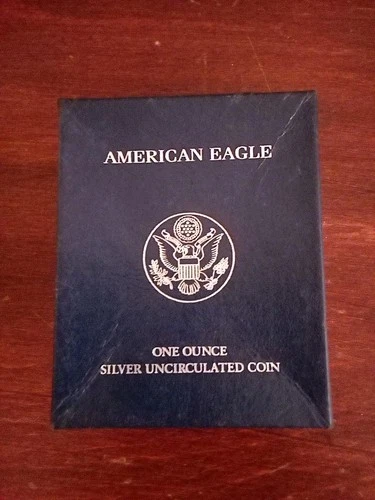 AMERICAN EAGLE
ONE OUNCE
SILVER UNCIRCULATED COIN